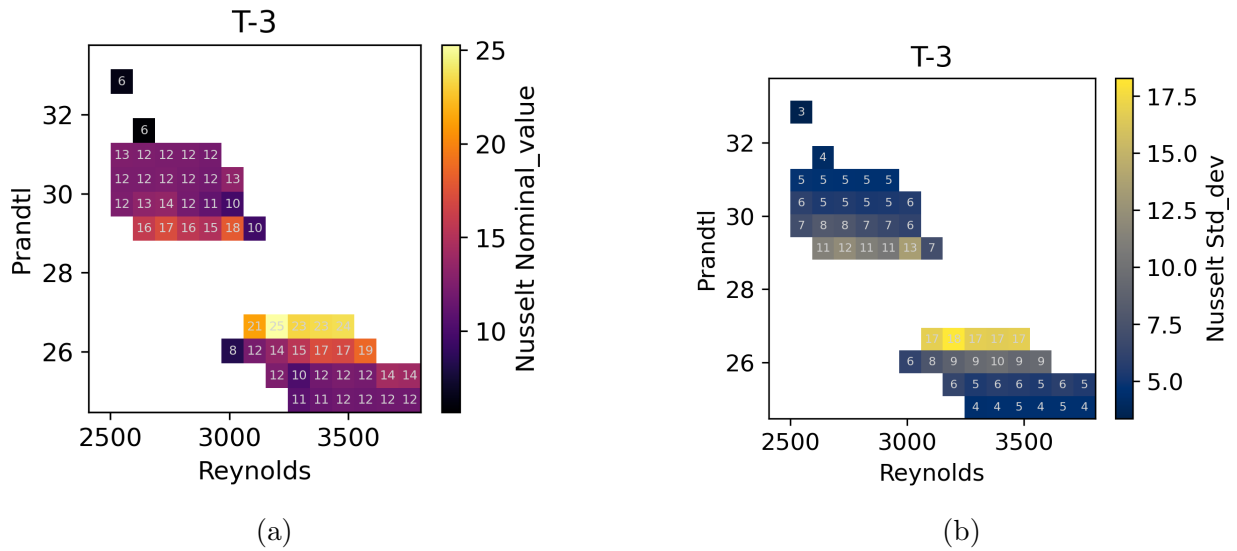 T-3
25
6
32
6
20
13 12 12 12 12
12 12 12 12 12 13
30
12 13 14 12 11 10
16 17 16 15 18 10
15
28
21 25 24
8 12 14 15 17 17 19
26
12 10 12 12 14 14
10
11 11 12 12 12 12
2500 3000 3500
Reynolds
Prandtl
Nusselt Nominal_value
(a)
T-3
17.5
3
32
4
15.0
5 5 5 5 5
6 5 5 5 5 6
30
7 8 8 7 7 6
12.5
11 12 11 11 13 7
10.0
28
17 17 17 17
7.5
6 8 9 9 10 9 9
26
6 5 6 6 5 6 5
5.0
4 4 5 4 5 4
2500 3000 3500
Reynolds
Prandtl
Nusselt Std_dev
(b)